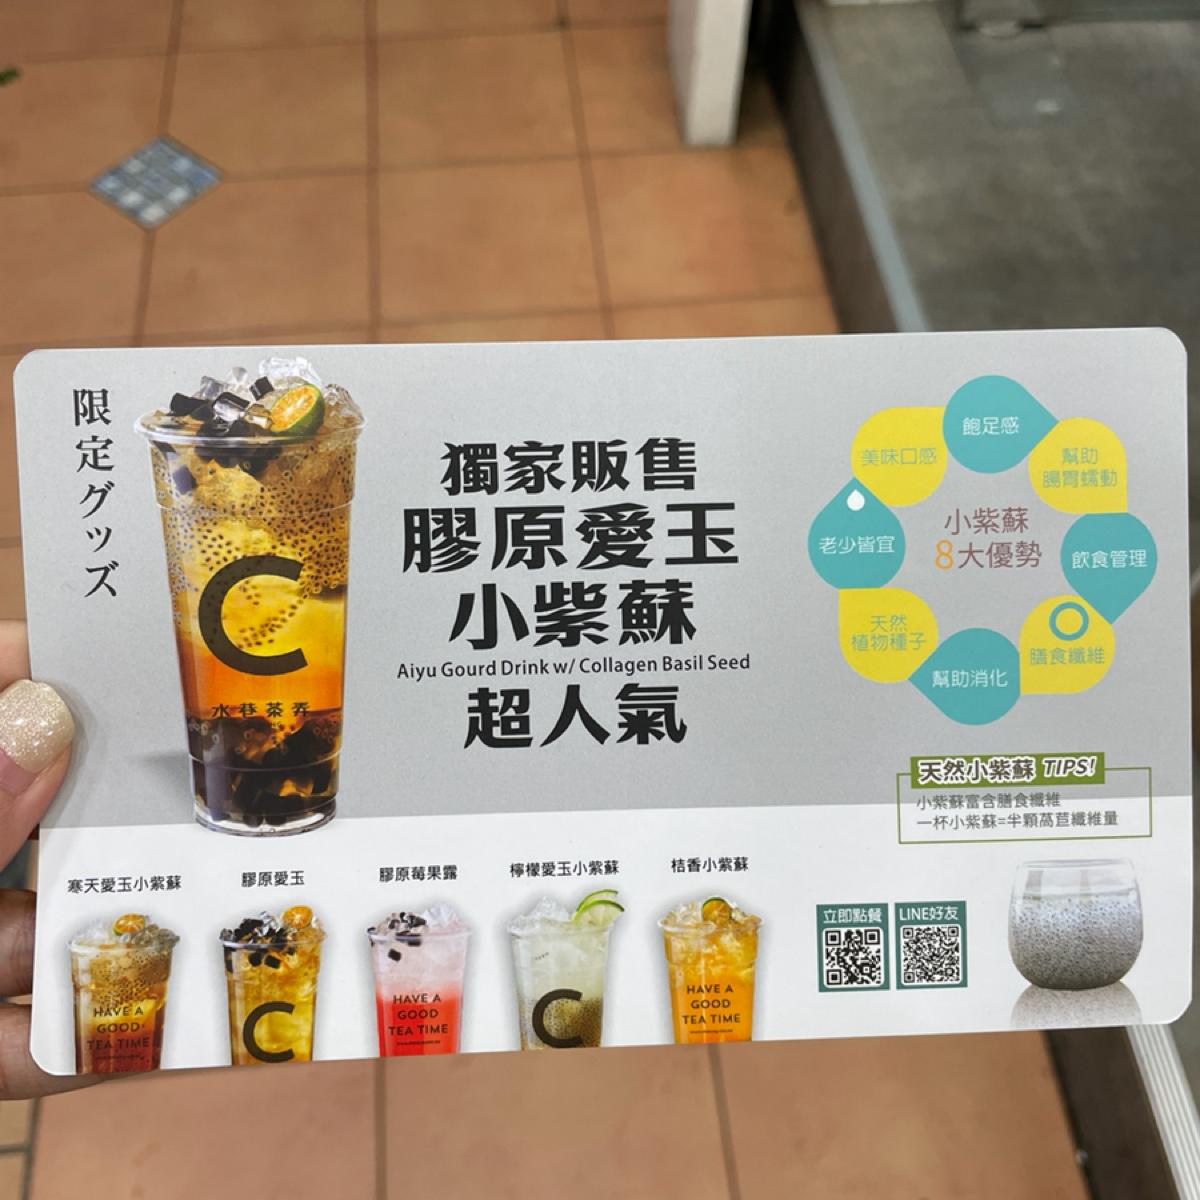 限定グッズ
C
水巷茶弄
獨家販售
膠原愛玉
小紫蘇
Aiyu Gourd Drink w/ Collagen Basil Seed
超人氣
飽足感
幫助
腸胃蠕動
飲食管理
膳食纖維
幫助消化
天然
植物種子
老少皆宜
美味口感
小紫蘇
8大優勢
天然小紫蘇 TIPS!
小紫蘇富含膳食纖維
一杯小紫蘇=半顆萵苣纖維量
寒天愛玉小紫蘇
HAVE A
GOOD
TEA TIME
膠原愛玉
C
膠原莓果露
HAVE A
GOOD
TEA TIME
檸檬愛玉小紫蘇
C
桔香小紫蘇
HAVE A
GOOD
TEA TIME
立即點餐
LINE好友